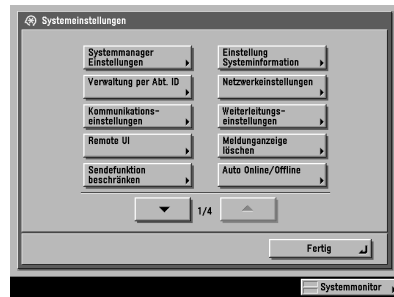 Systemeinstellungen
Systemmanager
Einstellungen
Einstellung
Systeminformation
Verwaltung per Abt. ID
Netzwerkeinstellungen
Kommunikations-
einstellungen
Weiterleitungs-
einstellungen
Remote UI
Meldunganzeige
löschen
Sendefunktion
beschränken
Auto Online/Offline
1/4
Fertig
Systemmonitor